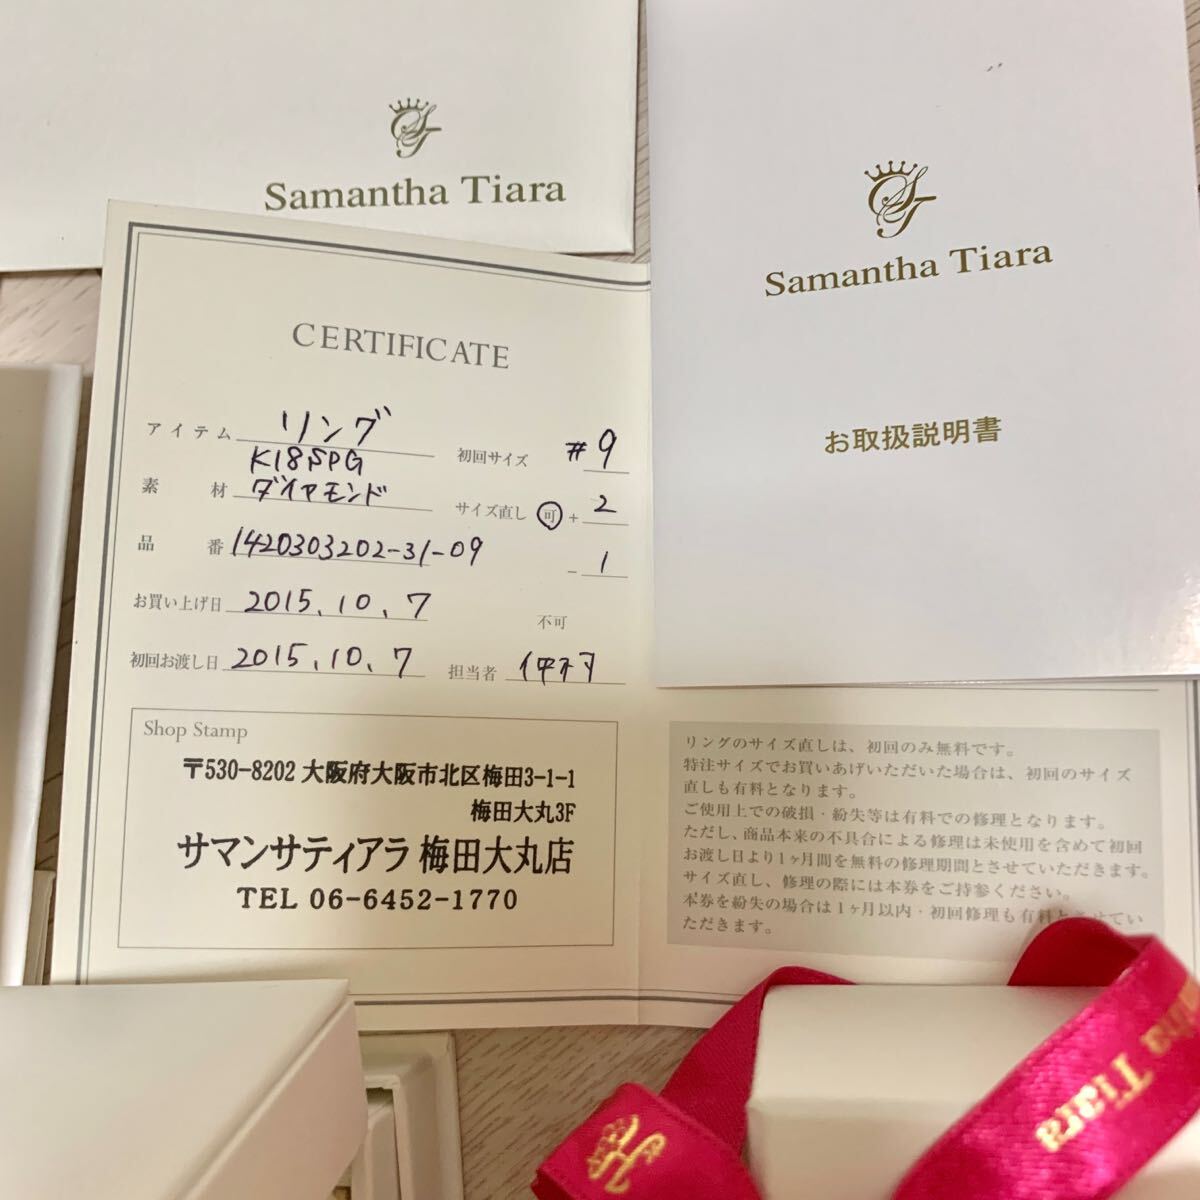 ST
Samantha Tiara
ST
Samantha Tiara
お取扱説明書
CERTIFICATE
アイテム リング
初回サイズ #9
K18SPG
素材 ダイヤモンド
サイズ直し 可 + 2
- 1
品番 1420303202-31-09
お買い上げ日 2015.10.7
不可
初回お渡し日 2015.10.7
担当者
Shop Stamp
〒530-8202 大阪府大阪市北区梅田3-1-1
梅田大丸3F
サマンサティアラ 梅田大丸店
TEL 06-6452-1770
リングのサイズ直しは、初回のみ無料です。
特注サイズでお買いあげいただいた場合は、初回のサイズ
直しも有料となります。
ご使用上での破損・紛失等は有料での修理となります。
ただし、商品本来の不具合による修理は未使用を含めて初回
お渡し日より1ヶ月間を無料の修理期間とさせていただきます。
サイズ直し、修理の際には本券をご持参ください。
本券を紛失の場合は1ヶ月以内・初回修理も有料とさせてい
ただきます。
Tiara